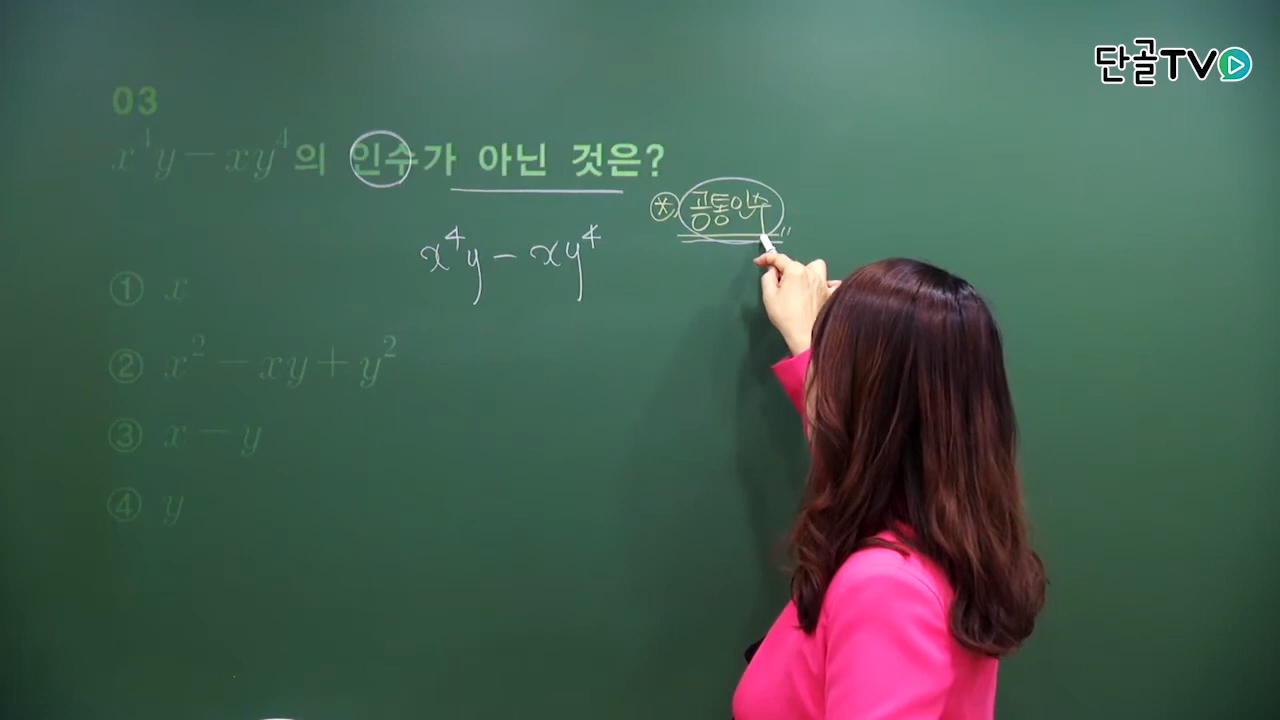 단골TV
03
x⁴y − xy⁴의 인수가 아닌 것은?
※ 공통인수
x⁴y − xy⁴
① x
② x² − xy + y²
③ x − y
④ y